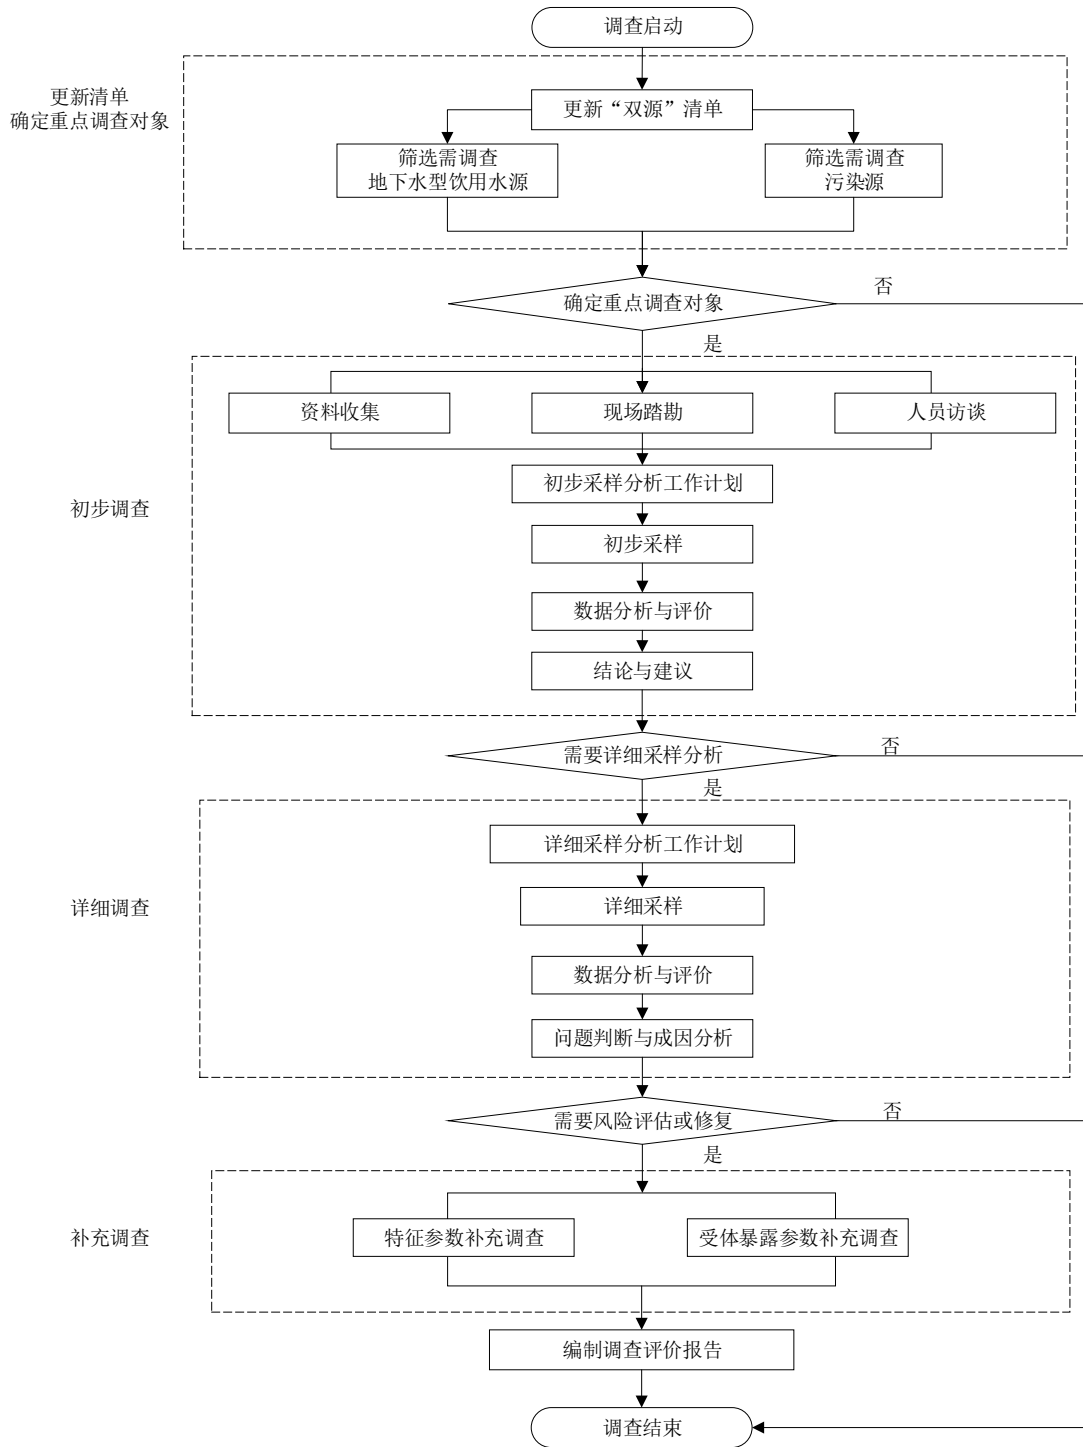 调查启动
更新清单
确定重点调查对象
更新“双源”清单
筛选需调查
地下水型饮用水源
筛选需调查
污染源
确定重点调查对象
否
是
初步调查
资料收集
现场踏勘
人员访谈
初步采样分析工作计划
初步采样
数据分析与评价
结论与建议
需要详细采样分析
否
是
详细调查
详细采样分析工作计划
详细采样
数据分析与评价
问题判断与成因分析
需要风险评估或修复
否
是
补充调查
特征参数补充调查
受体暴露参数补充调查
编制调查评价报告
调查结束